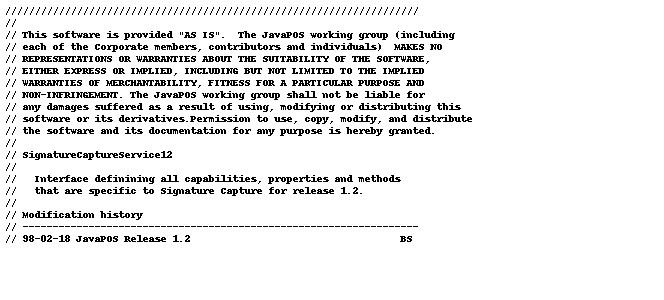 //////////////////////////////////////////////////////////////////////
//
// This software is provided "AS IS".  The JavaPOS working group (including
// each of the Corporate members, contributors and individuals)  MAKES NO
// REPRESENTATIONS OR WARRANTIES ABOUT THE SUITABILITY OF THE SOFTWARE,
// EITHER EXPRESS OR IMPLIED, INCLUDING BUT NOT LIMITED TO THE IMPLIED
// WARRANTIES OF MERCHANTABILITY, FITNESS FOR A PARTICULAR PURPOSE AND
// NON-INFRINGEMENT. The JavaPOS working group shall not be liable for
// any damages suffered as a result of using, modifying or distributing this
// software or its derivatives.Permission to use, copy, modify, and distribute
// the software and its documentation for any purpose is hereby granted.
//
// SignatureCaptureService12
//
//   Interface definining all capabilities, properties and methods
//   that are specific to Signature Capture for release 1.2.
//
// Modification history
// ------------------------------------------------------------------
// 98-02-18 JavaPOS Release 1.2                                   BS